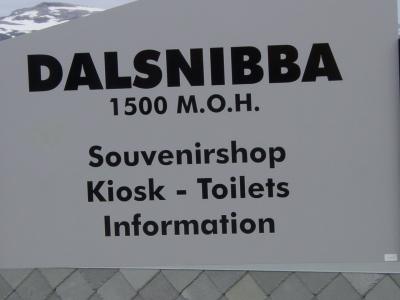 DALSNIBBA
1500 M.O.H.
Souvenirshop
Kiosk - Toilets
Information